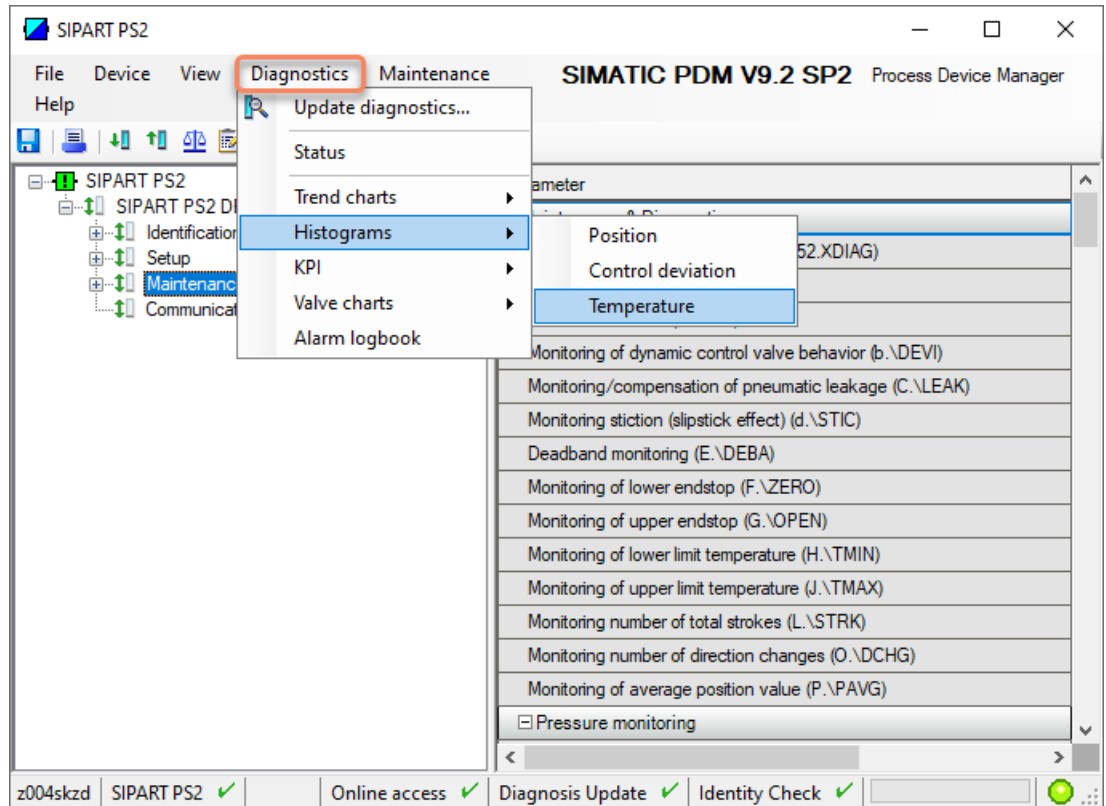 SIPART PS2
File Device View Diagnostics Maintenance SIMATIC PDM V9.2 SP2 Process Device Manager
Help
Update diagnostics...
Status
Trend charts
Histograms
KPI
Valve charts
Alarm logbook
Position
Control deviation
Temperature
SIPART PS2
SIPART PS2
Setup
Monitoring of dynamic control valve behavior (b.\DEVI)
Monitoring/compensation of pneumatic leakage (C.\LEAK)
Monitoring stiction (slipstick effect) (d.\STIC)
Deadband monitoring (E.\DEBA)
Monitoring of lower endstop (F.\ZERO)
Monitoring of upper endstop (G.\OPEN)
Monitoring of lower limit temperature (H.\TMIN)
Monitoring of upper limit temperature (J.\TMAX)
Monitoring number of total strokes (L.\STRK)
Monitoring number of direction changes (O.\DCHG)
Monitoring of average position value (P.\PAVG)
Pressure monitoring
z004skzd SIPART PS2 Online access Diagnosis Update Identity Check